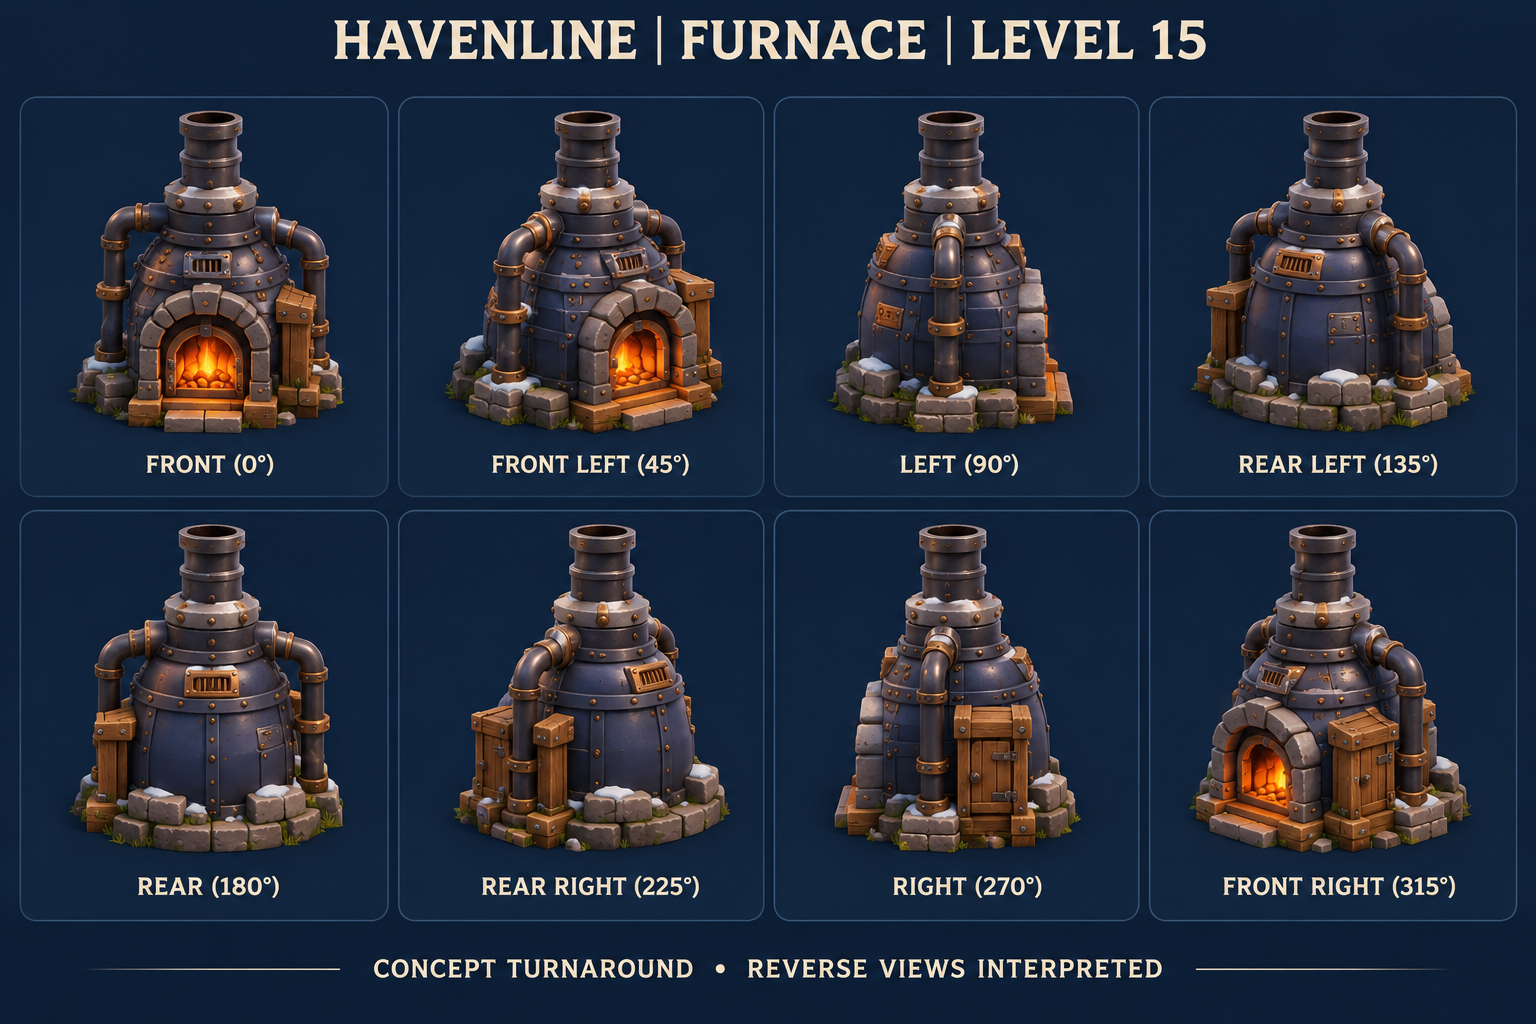 HAVENLINE | FURNACE | LEVEL 15
FRONT (0°)
FRONT LEFT (45°)
LEFT (90°)
REAR LEFT (135°)
REAR (180°)
REAR RIGHT (225°)
RIGHT (270°)
FRONT RIGHT (315°)
CONCEPT TURNAROUND • REVERSE VIEWS INTERPRETED